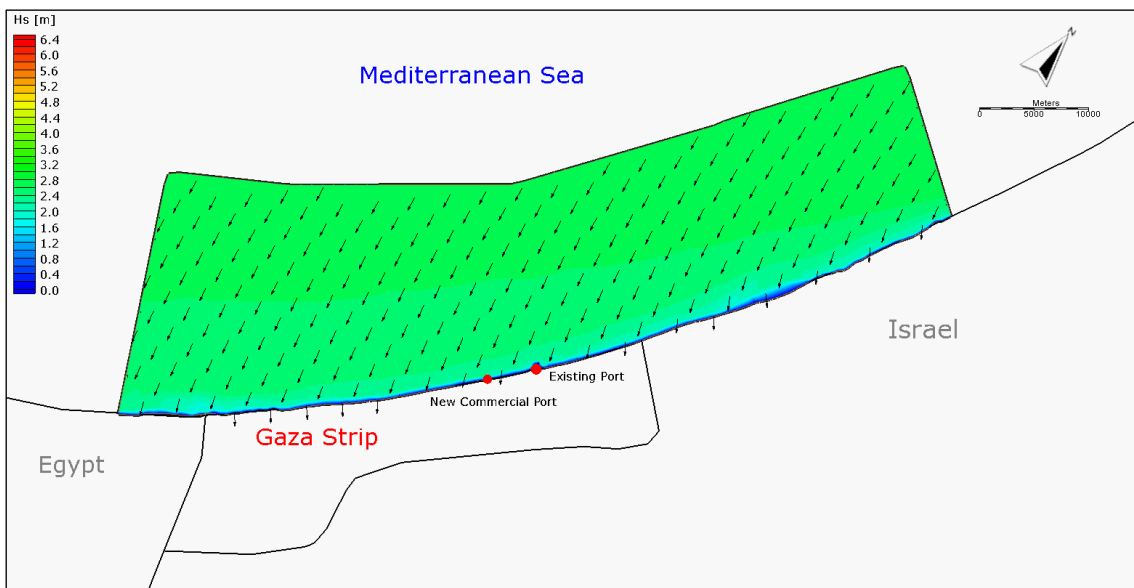 Hs [m]
6.4
6.0
5.6
5.2
4.8
4.4
4.0
3.6
3.2
2.8
2.4
2.0
1.6
1.2
0.8
0.4
0.0
Mediterranean Sea
N
Meters
0 5000 10000
Israel
Existing Port
New Commercial Port
Gaza Strip
Egypt